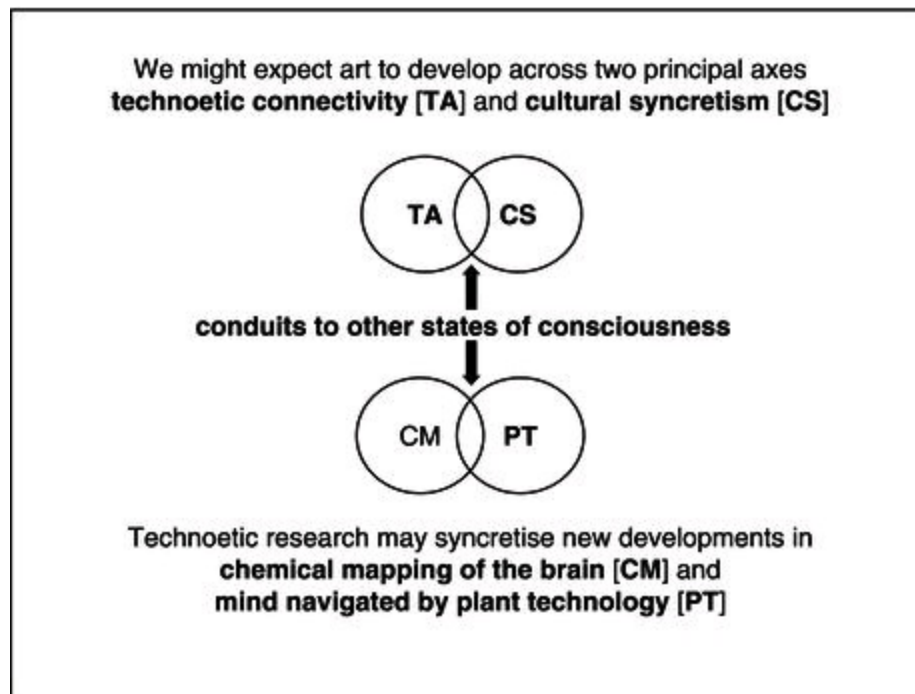 We might expect art to develop across two principal axes
technoetic connectivity [TA] and cultural syncretism [CS]
TA CS
conduits to other states of consciousness
CM PT
Technoetic research may syncretise new developments in
chemical mapping of the brain [CM] and
mind navigated by plant technology [PT]